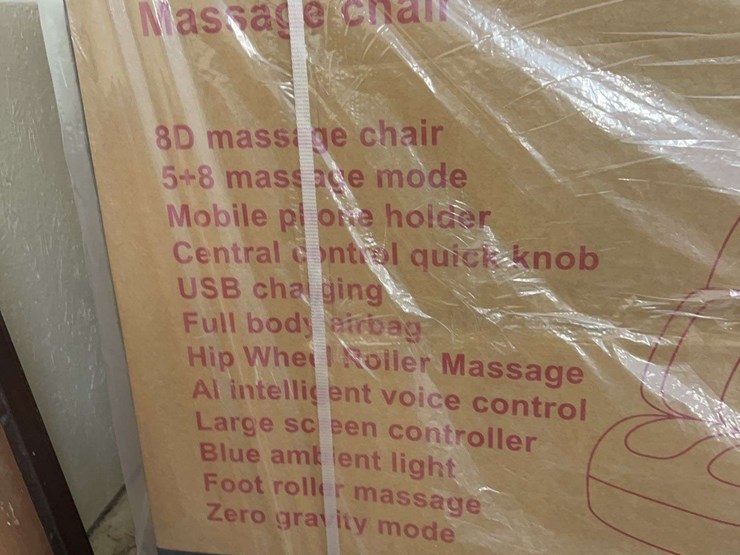 Massage chair
8D massage chair
5+8 massage mode
Mobile phone holder
Central control quick knob
USB charging
Full body airbag
Hip Wheel Roller Massage
AI intelligent voice control
Large screen controller
Blue ambient light
Foot roller massage
Zero gravity mode